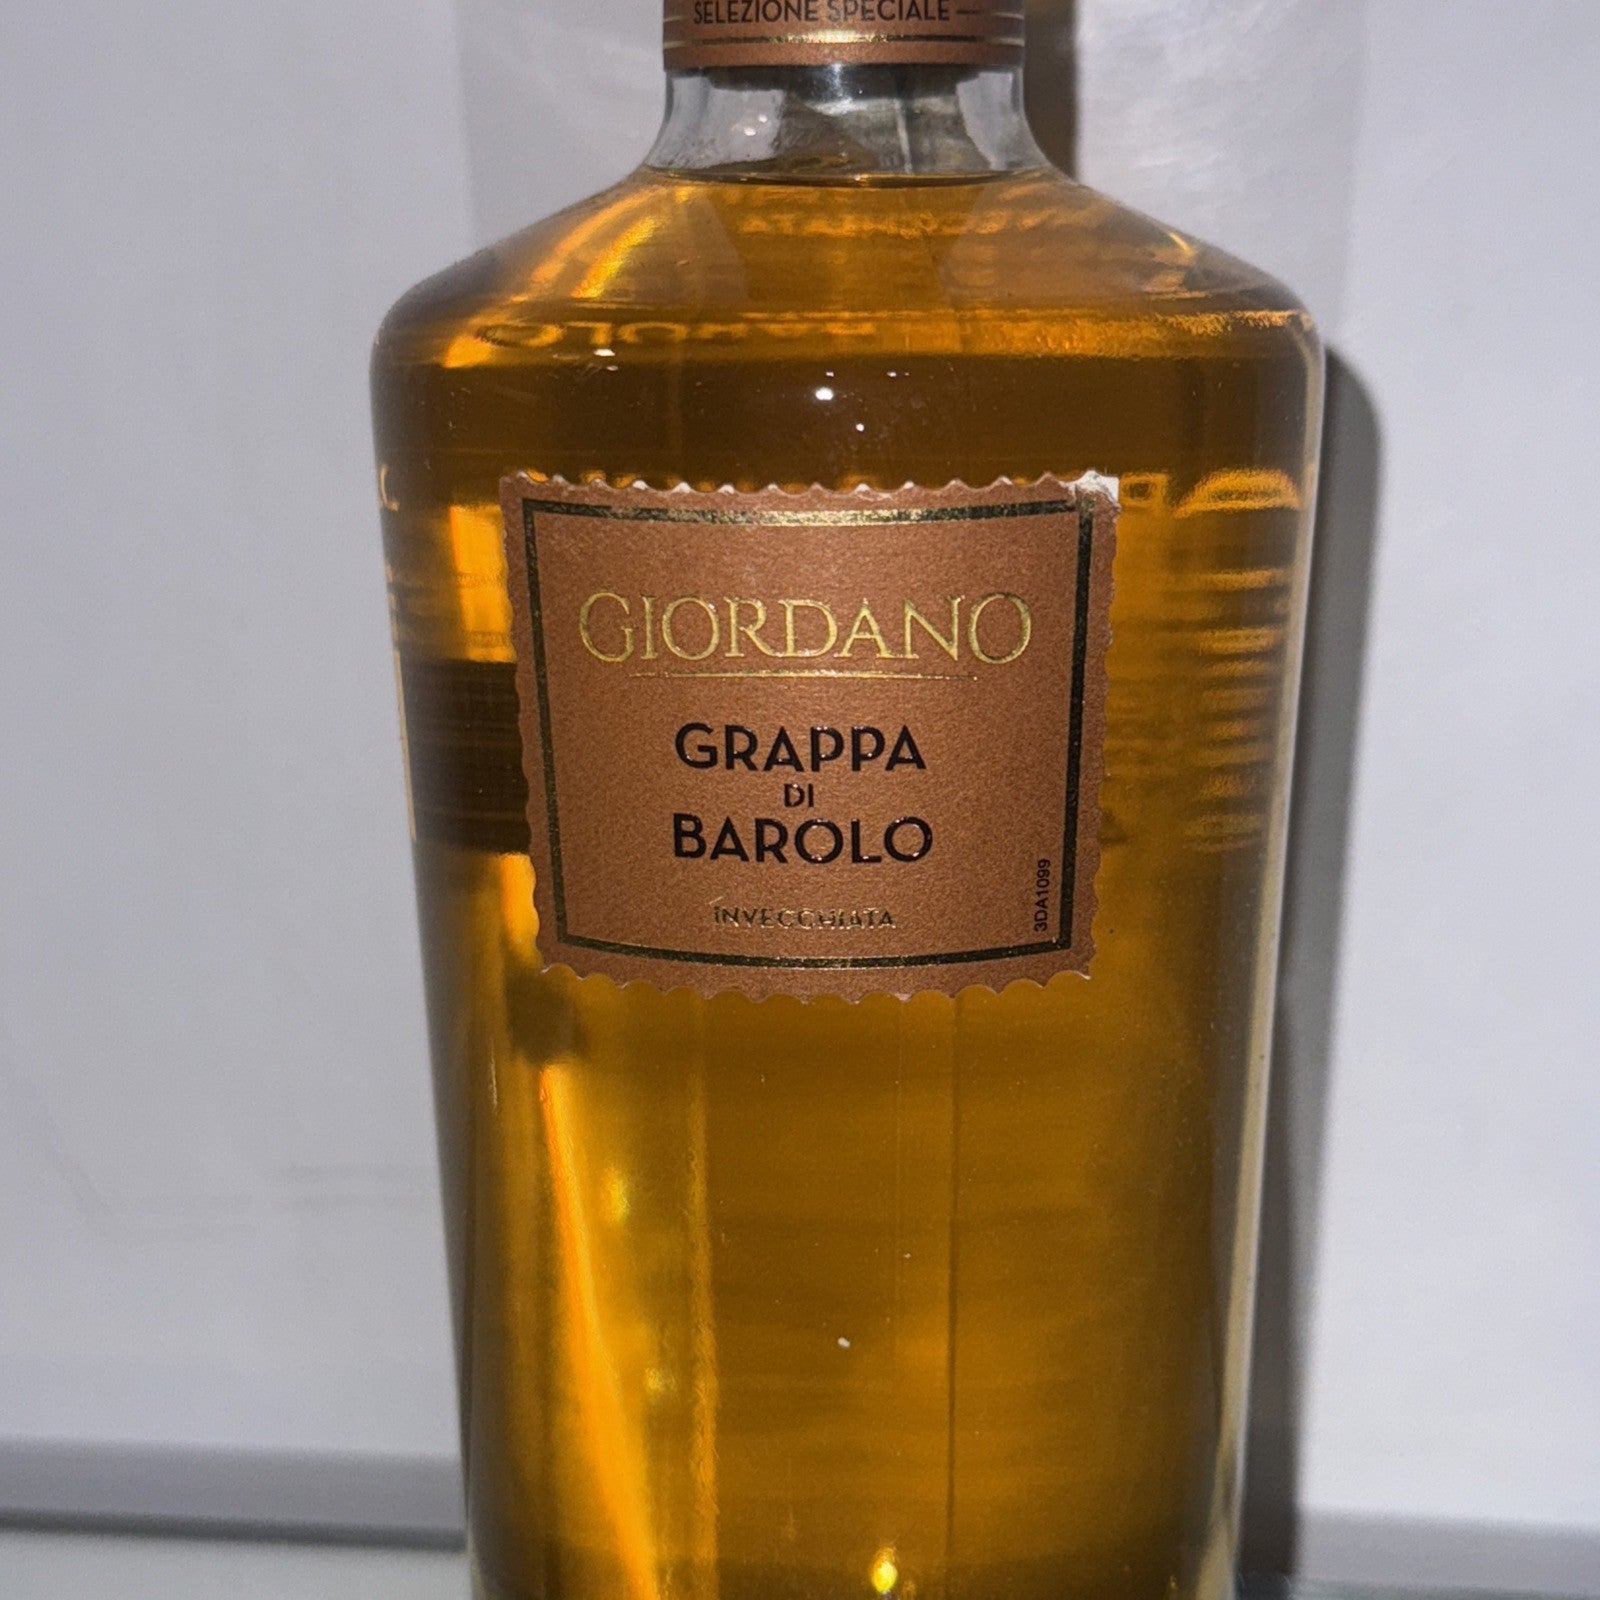 SELEZIONE SPECIALE
GIORDANO
GRAPPA
DI
BAROLO
INVECCHIATA
3DA1099